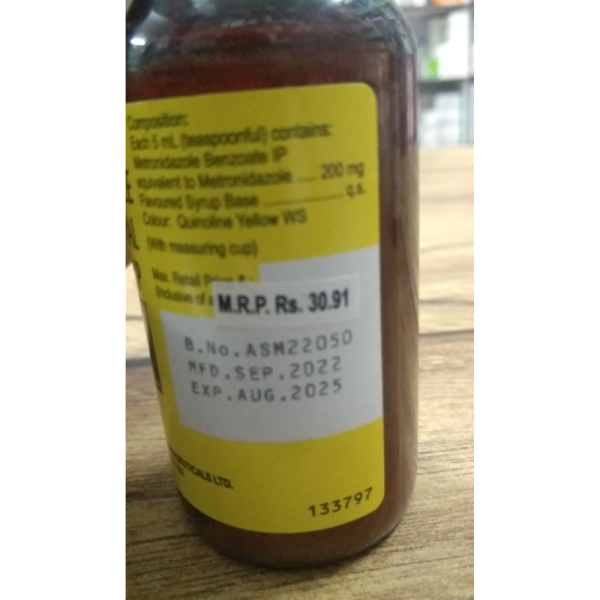 Composition:
Each 5 mL (teaspoonful) contains:
Metronidazole Benzoate IP
equivalent to Metronidazole .... 200 mg
Flavoured Syrup Base .................... q.s.
Colour: Quinoline Yellow WS
(With measuring cup)
Max. Retail Price
(Inclusive of
M.R.P. Rs. 30.91
B.No.ASM22050
MFD.SEP.2022
EXP.AUG.2025
LTD.
133797